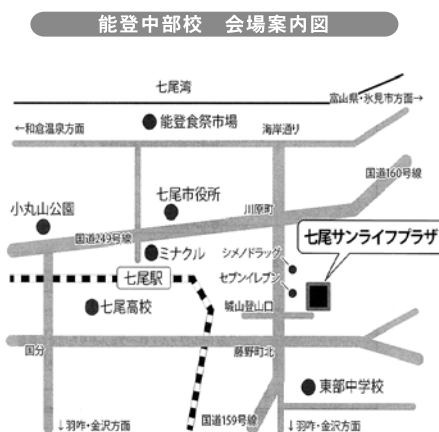 能登中部校 会場案内図
七尾湾
富山県・氷見市方面→
←和倉温泉方面
能登食祭市場
海岸通り
国道160号線
七尾市役所
小丸山公園
川原町
国道249号線
七尾サンライフプラザ
ミナクル
シメノドラッグ
七尾駅
セブンイレブン
七尾高校
城山登山口
国分
藤野町北
東部中学校
↓羽咋・金沢方面
国道159号線
↓羽咋・金沢方面